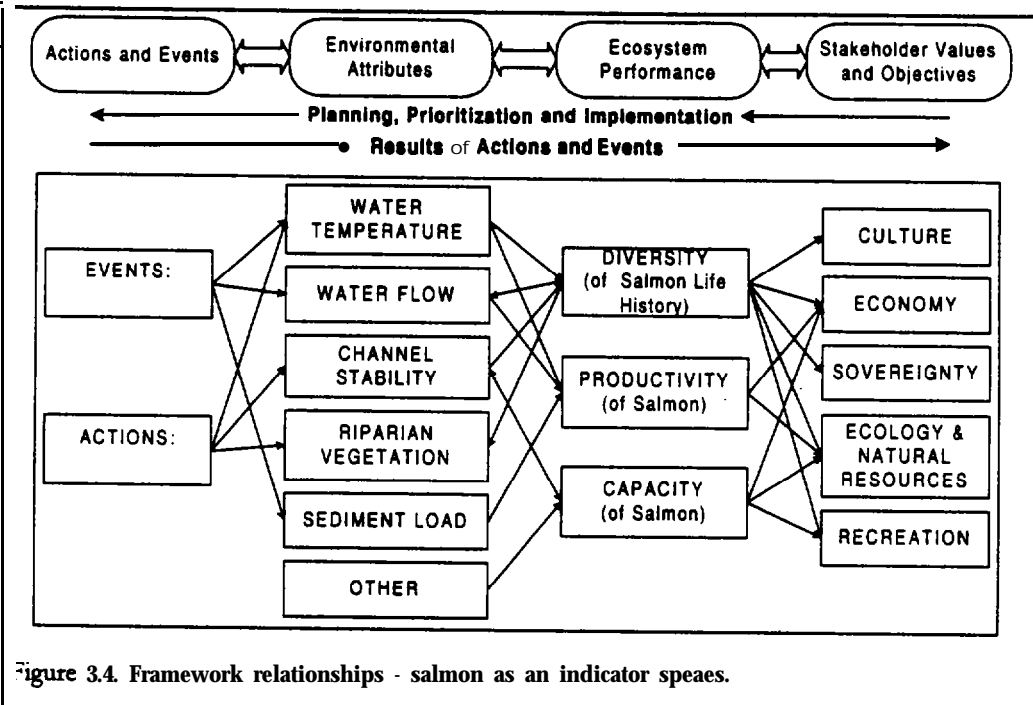 Actions and Events
Environmental
Attributes
Ecosystem
Performance
Stakeholder Values
and Objectives
Planning, Prioritization and Implementation
Results of Actions and Events
EVENTS:
ACTIONS:
WATER
TEMPERATURE
WATER FLOW
CHANNEL
STABILITY
RIPARIAN
VEGETATION
SEDIMENT LOAD
OTHER
DIVERSITY
(of Salmon Life
History)
PRODUCTIVITY
(of Salmon)
CAPACITY
(of Salmon)
CULTURE
ECONOMY
SOVEREIGNTY
ECOLOGY &
NATURAL
RESOURCES
RECREATION
Figure 3.4. Framework relationships - salmon as an indicator speaes.